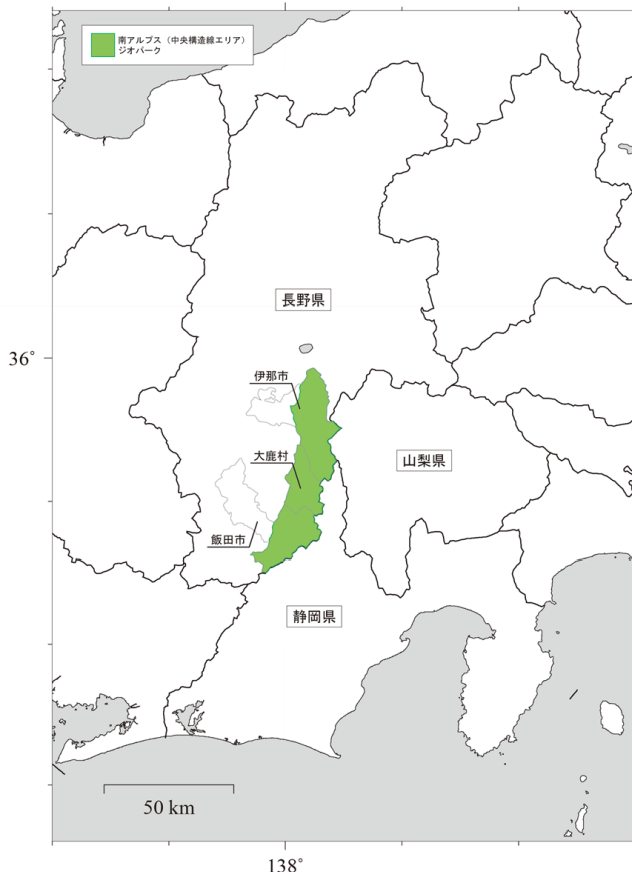 南アルプス（中央構造線エリア）
ジオパーク
長野県
36°
伊那市
大鹿村
山梨県
飯田市
静岡県
50 km
138°